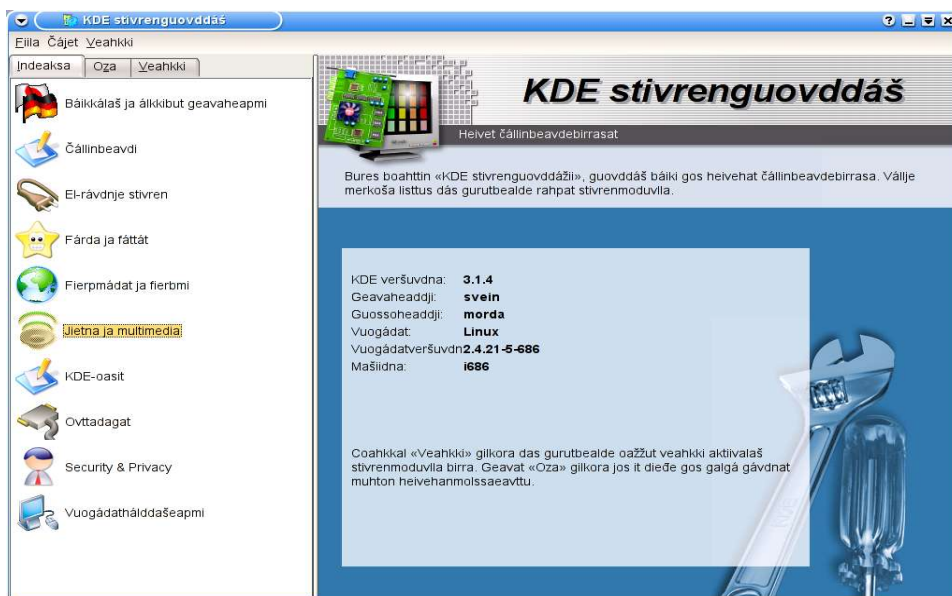 KDE stivrenguovddáš
Fiila Čájet Veahkki
Indeaksa Oza Veahkki
Báikkálaš ja álkkibut geavaheapmi
Čállinbeavdi
El-rávdnje stivren
Fárda ja fáttát
Fierpmádat ja fierbmi
Jietna ja multimedia
KDE-oasit
Ovttadagat
Security & Privacy
Vuogádathálddašeapmi
KDE stivrenguovddáš
Heivet čállinbeavdebirrasat
Bures boahttin «KDE stivrenguovddážii», guovddáš báiki gos heivehat čállinbeavdebirrasa. Vállje
merkoša listtus dás gurutbealde rahpat stivrenmoduvlla.
KDE veršuvdna: 3.1.4
Geavaheaddji: svein
Guossoheaddji: morda
Vuogádat: Linux
Vuogádatveršuvdn2.4.21-5-686
Mašiidna: i686
Coahkkal «Veahkki» gilkora das gurutbealde oažžut veahki aktiivalaš
stivrenmoduvlla birra. Geavat «Oza» gilkora jos it dieđe gos galgá gávdnat
muhton heivehanmolssaeavttu.